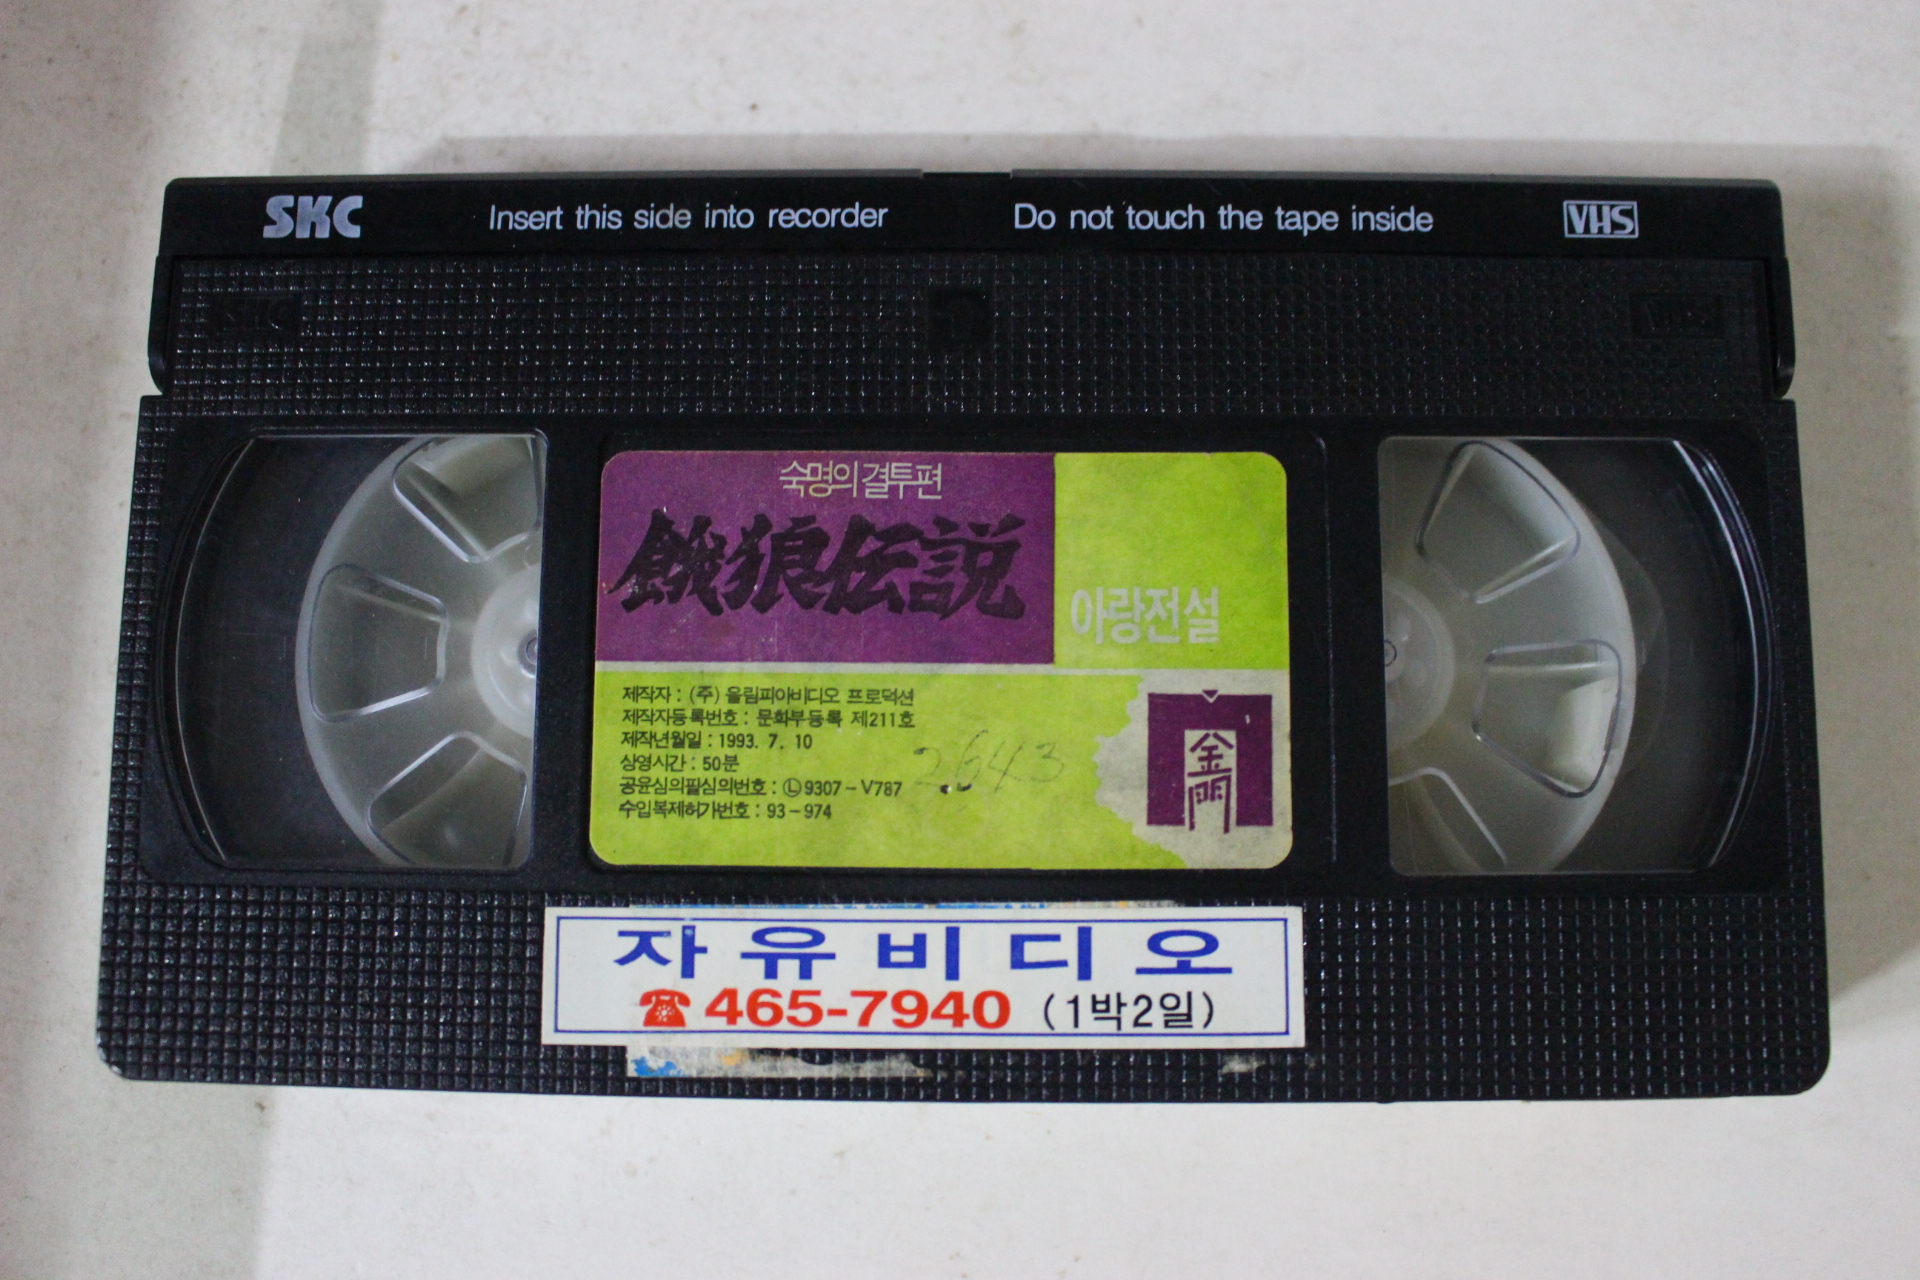 SKC Insert this side into recorder Do not touch the tape inside VHS
SKC VHS
숙명의 결투편
餓狼伝説
아랑전설
제작자 : (주) 올림피아비디오 프로덕션
제작자등록번호 : 문화부등록 제211호
제작년월일 : 1993. 7. 10
상영시간 : 50분
공윤심의필심의번호 : Ⓛ9307-V787
수입복제허가번호 : 93-974
2643
金門
자유비디오
☎465-7940 (1박2일)